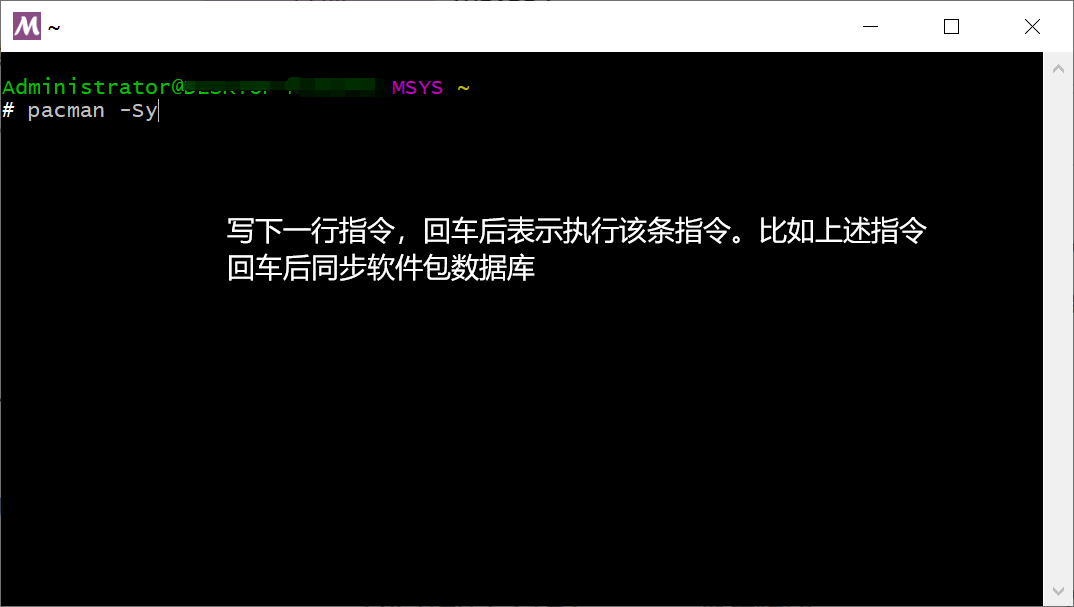 ~
Administrator@ MSYS ~
# pacman -Sy
写下一行指令，回车后表示执行该条指令。比如上述指令
回车后同步软件包数据库